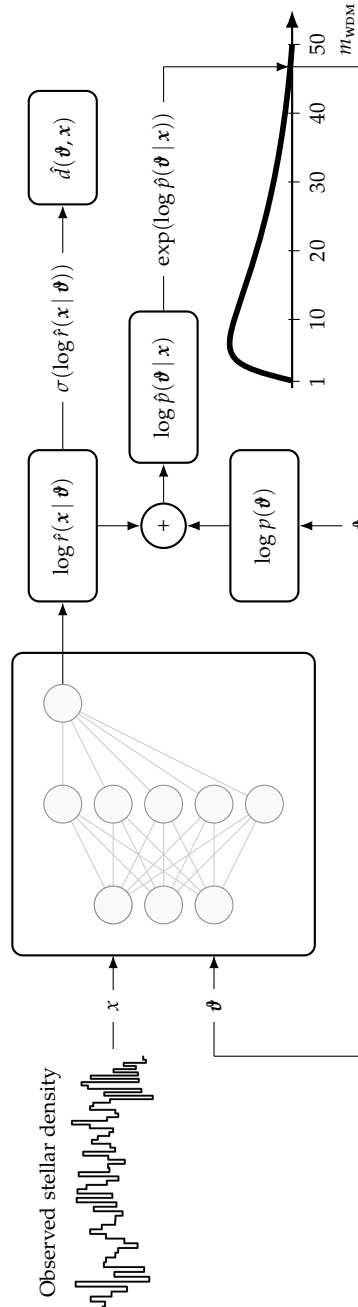 Observed stellar density
x
ϑ
log r̂(x | ϑ)
σ(log r̂(x | ϑ))
d̂(ϑ, x)
+
log p̂(ϑ | x)
exp(log p̂(ϑ | x))
log p(ϑ)
1 10 20 30 40 50
m_WDM